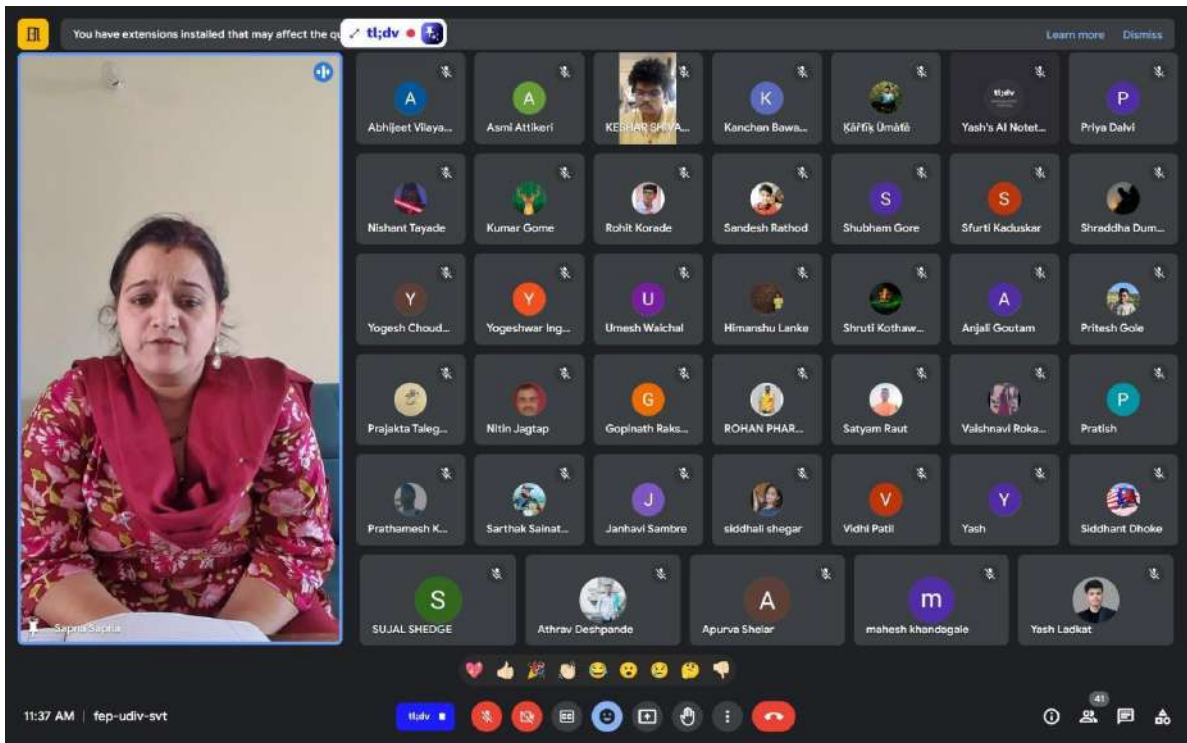 You have extensions installed that may affect the qu
tl;dv
Learn more Dismiss
A
Abhijeet Vilaya...
A
Asmi Attikeri
KESHAR SHIVA...
K
Kanchan Bawa...
tl;dv
Yash's AI Notet...
P
Priya Dalvi
Nishant Tayade
Kumar Gome
Rohit Korade
Sandesh Rathod
S
Shubham Gore
S
Sfurti Kaduskar
Shraddha Dum...
Y
Yogesh Choud...
Y
Yogeshwar Ing...
U
Umesh Waichal
Himanshu Lanke
Shruti Kothaw...
A
Anjali Goutam
Pritesh Gole
Prajakta Taleg...
Nitin Jagtap
G
Gopinath Raks...
ROHAN PHAR...
Satyam Raut
Vaishnavi Roka...
P
Pratish
Prathamesh K...
Sarthak Sainat...
J
Janhavi Sambre
siddhali shegar
V
Vidhi Patil
Y
Yash
Siddhant Dhoke
Sapna Sapna
S
SUJAL SHEDGE
Athrav Deshpande
A
Apurva Shelar
m
mahesh khandagale
Yash Ladkat
11:37 AM | fep-udiv-svt
tl;dv
41